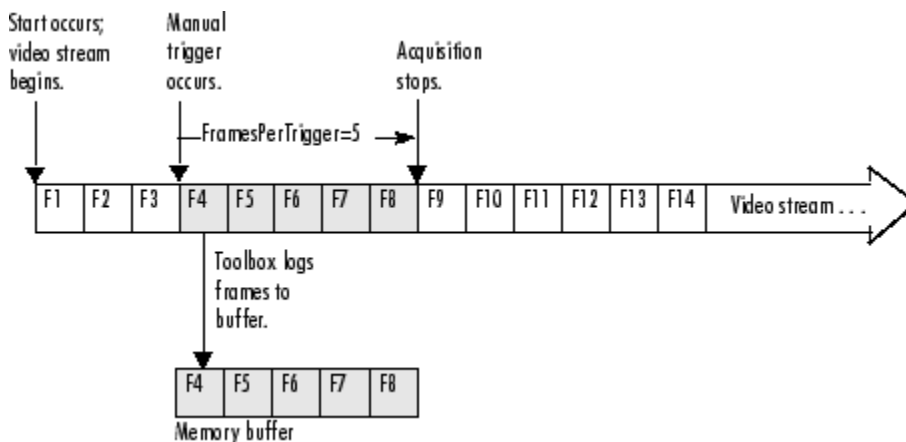 Start occurs;
video stream
begins.
Manual
trigger
occurs.
Acquisition
stops.
FramesPerTrigger=5
F1 F2 F3 F4 F5 F6 F7 F8 F9 F10 F11 F12 F13 F14 Video stream . . .
Toolbox logs
frames to
buffer.
F4 F5 F6 F7 F8
Memory buffer